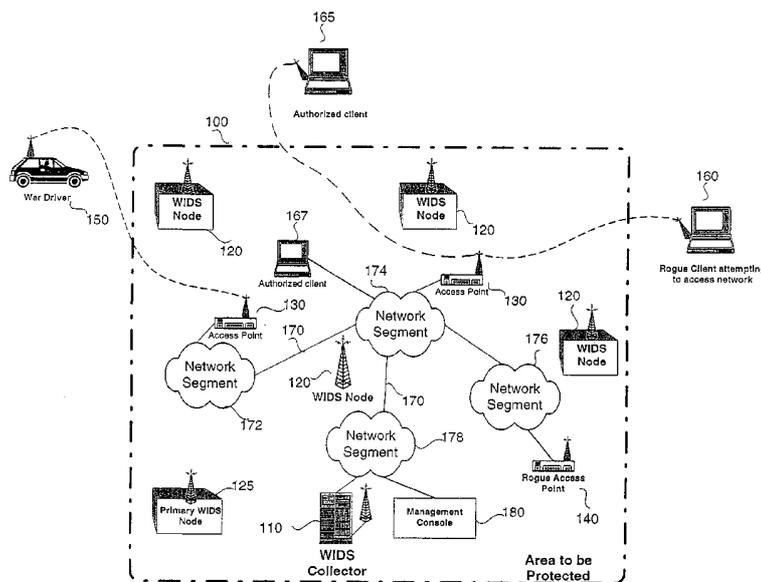 165
Authorized client
100
War Driver
150
WIDS
Node
120
WIDS
Node
120
160
Rogue Client attemptin
to access network
167
Authorized client
174
Access Point
130
130
Access Point
170
Network
Segment
120
WIDS
Node
176
Network
Segment
172
120
WIDS Node
170
Network
Segment
Network
Segment
178
Rogue Access
Point
140
125
Primary WIDS
Node
110
WIDS
Collector
Management
Console
180
Area to be
Protected